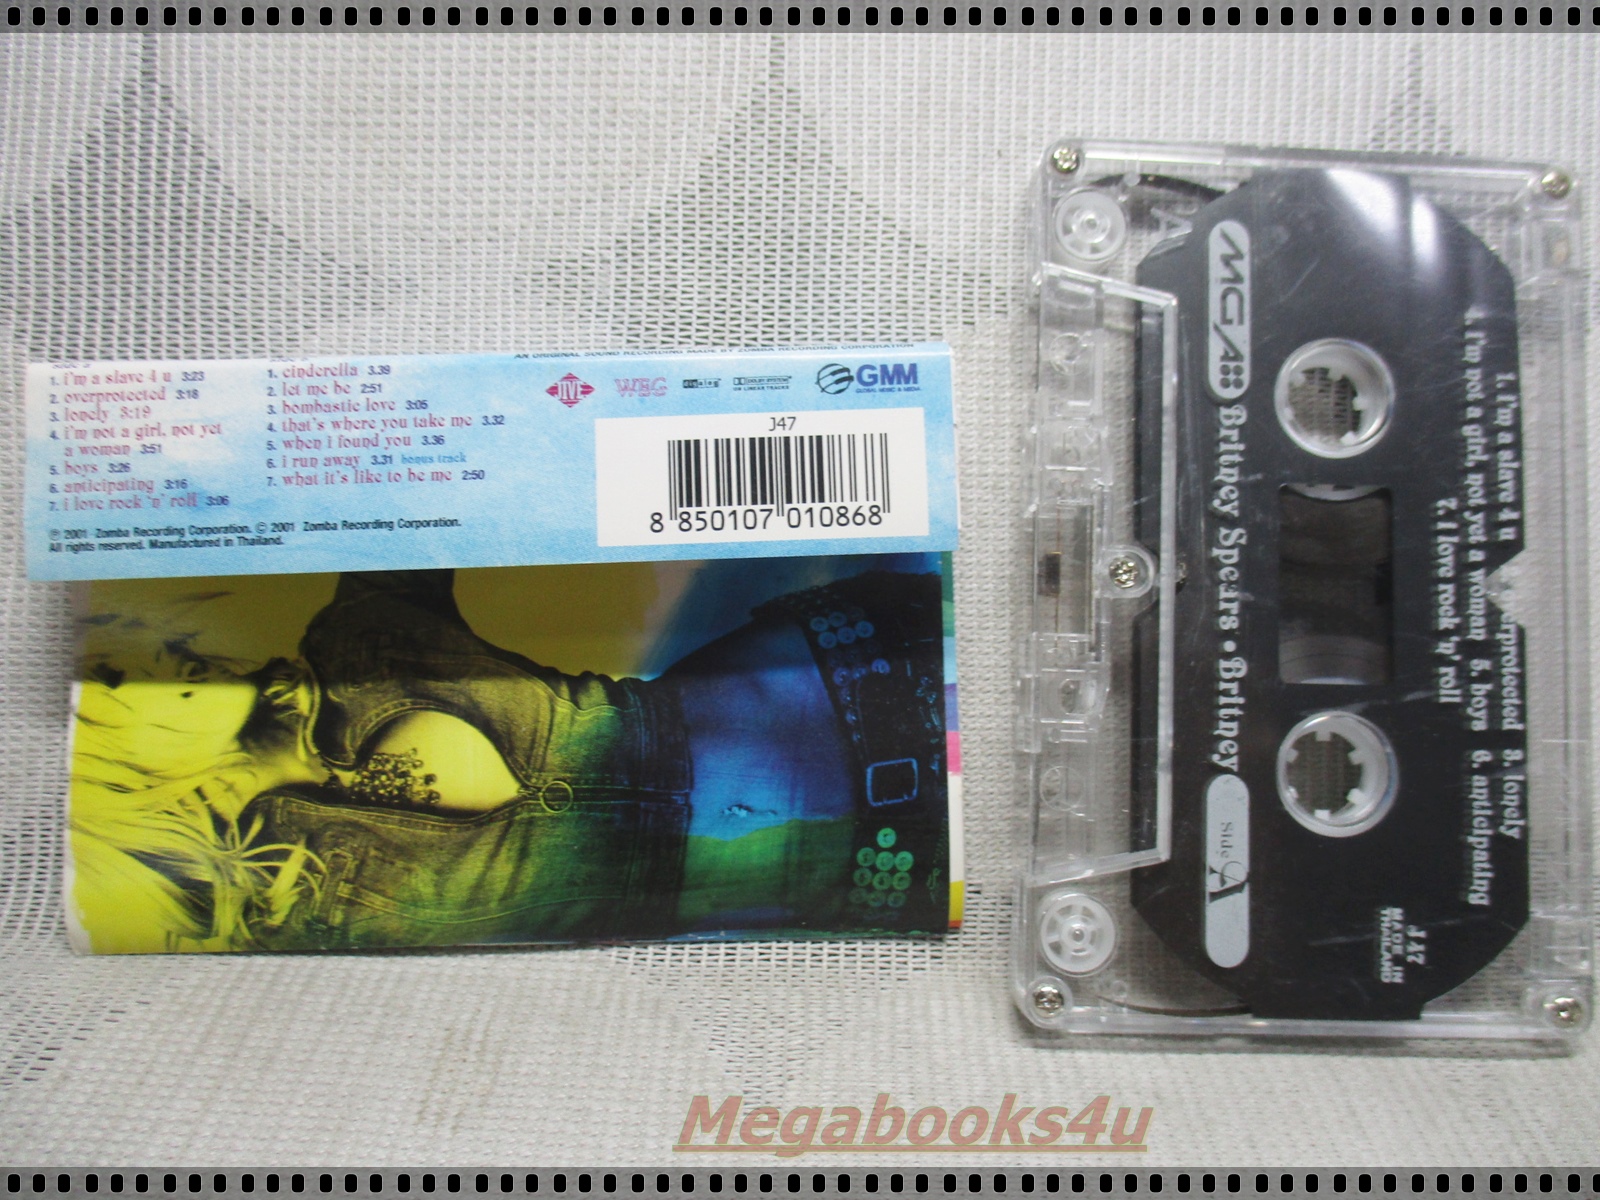 AN ORIGINAL SOUND RECORDING MADE BY ZOMBA RECORDING CORPORATION
1. i'm a slave 4 u 3:23
2. overprotected 3:18
3. lonely 3:19
4. i'm not a girl, not yet
a woman 3:51
5. boys 3:26
6. anticipating 3:16
7. i love rock 'n' roll 3:06
1. cinderella 3.39
2. let me be 2:51
3. bombastic love 3:05
4. that's where you take me 3.32
5. when i found you 3.36
6. i run away 3.31 bonus track
7. what it's like to be me 2:50
℗ 2001 Zomba Recording Corporation. © 2001 Zomba Recording Corporation.
All rights reserved. Manufactured in Thailand.
JIVE
DOLBY SYSTEM
GMM
GLOBAL MUSIC & MEDIA
J47
8 850107 010868
MGA
Britney Spears • Britney
Side A
1. i'm a slave 4 u 2. overprotected 3. lonely
4. i'm not a girl, not yet a woman 5. boys 6. anticipating
7. i love rock 'n' roll
J47
MADE IN
THAILAND
Megabooks4u